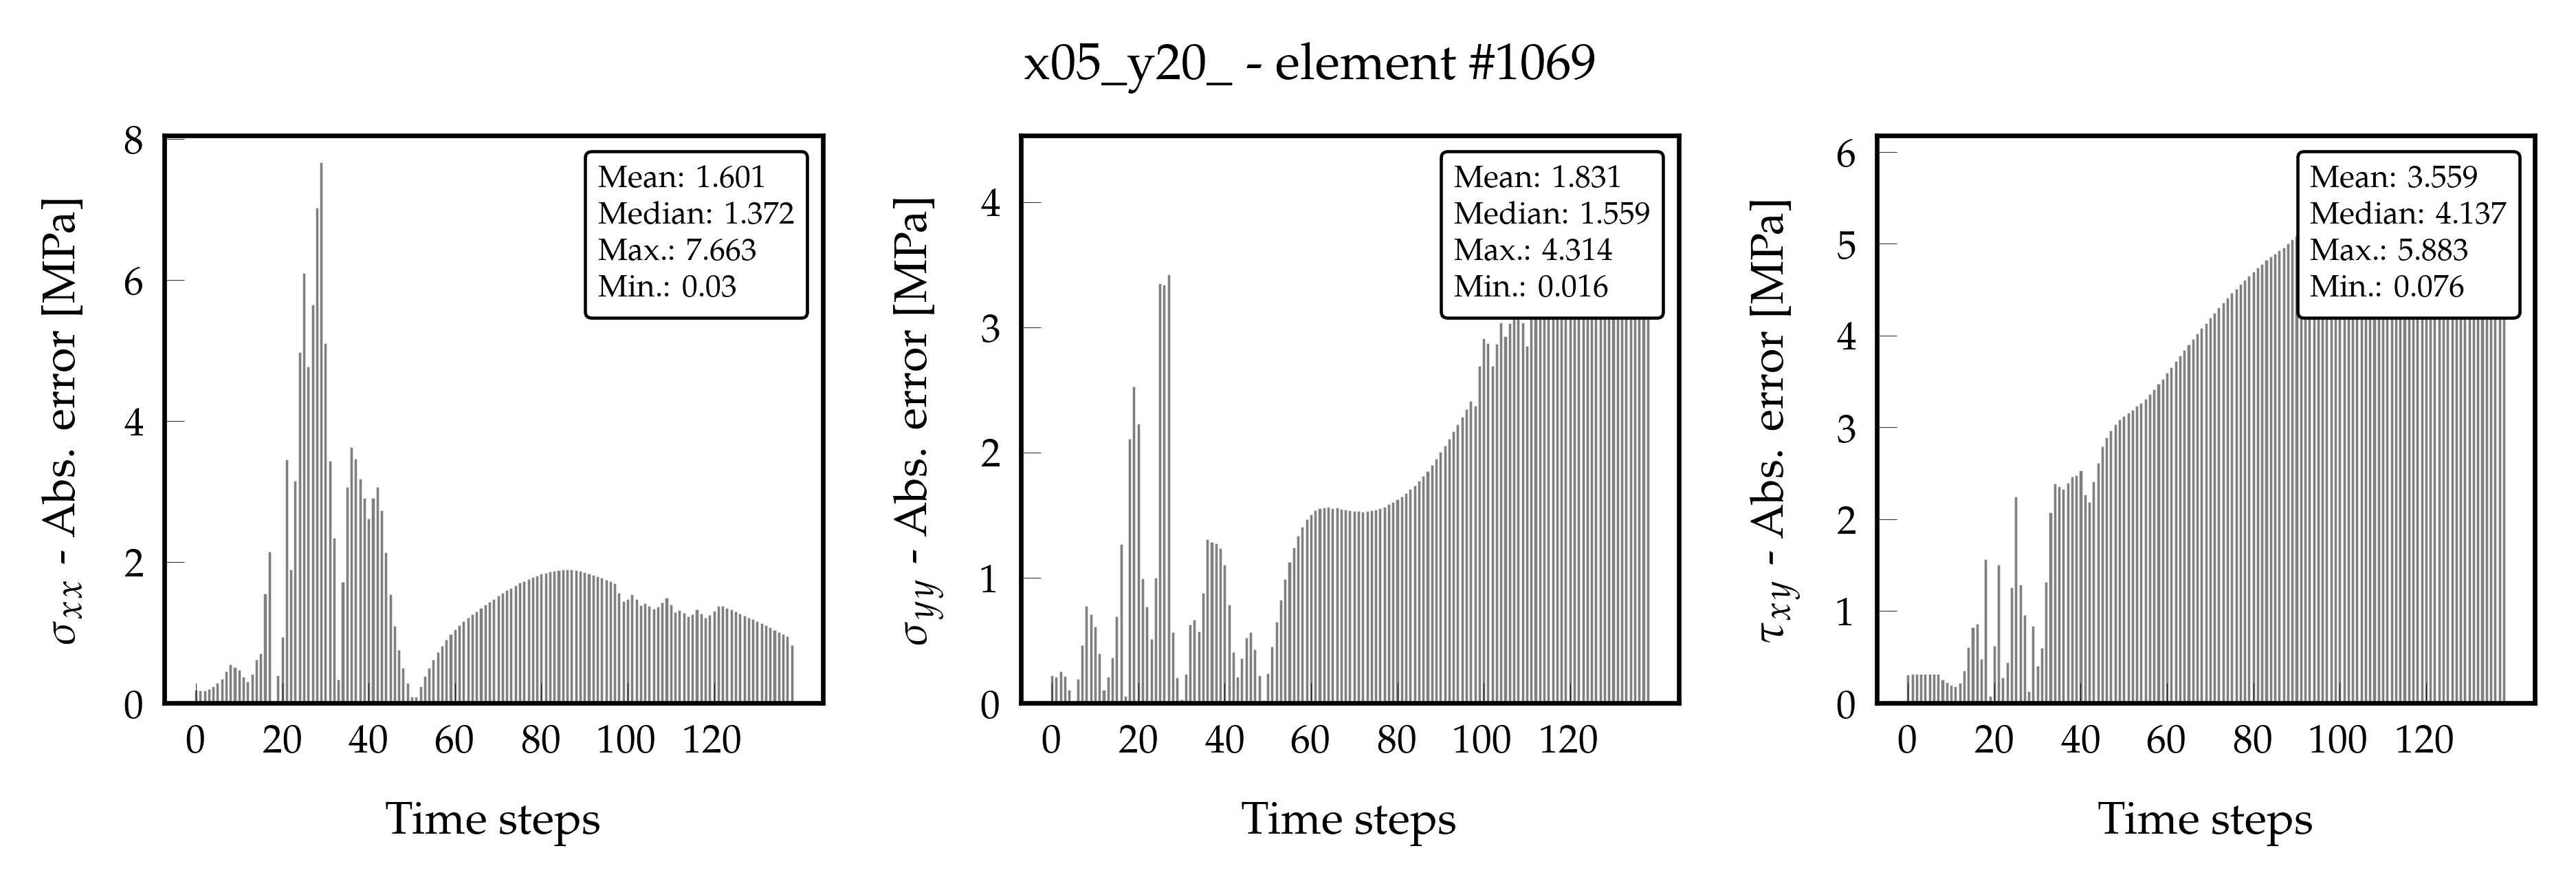 x05_y20_ - element #1069
σxx - Abs. error [MPa]
8
6
4
2
0
Mean: 1.601
Median: 1.372
Max.: 7.663
Min.: 0.03
0 20 40 60 80 100 120
Time steps
σyy - Abs. error [MPa]
4
3
2
1
0
Mean: 1.831
Median: 1.559
Max.: 4.314
Min.: 0.016
0 20 40 60 80 100 120
Time steps
τxy - Abs. error [MPa]
6
5
4
3
2
1
0
Mean: 3.559
Median: 4.137
Max.: 5.883
Min.: 0.076
0 20 40 60 80 100 120
Time steps